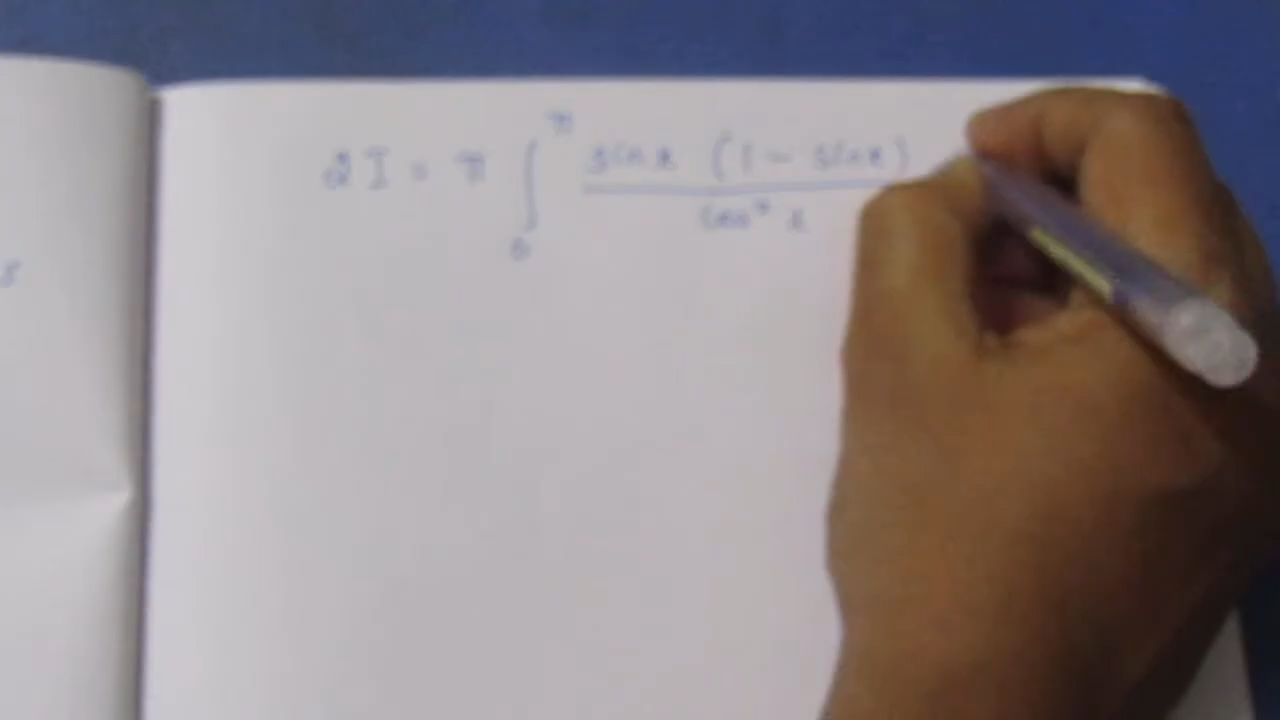 2I = π ∫₀^π sin x (1 - sin x) / cos² x